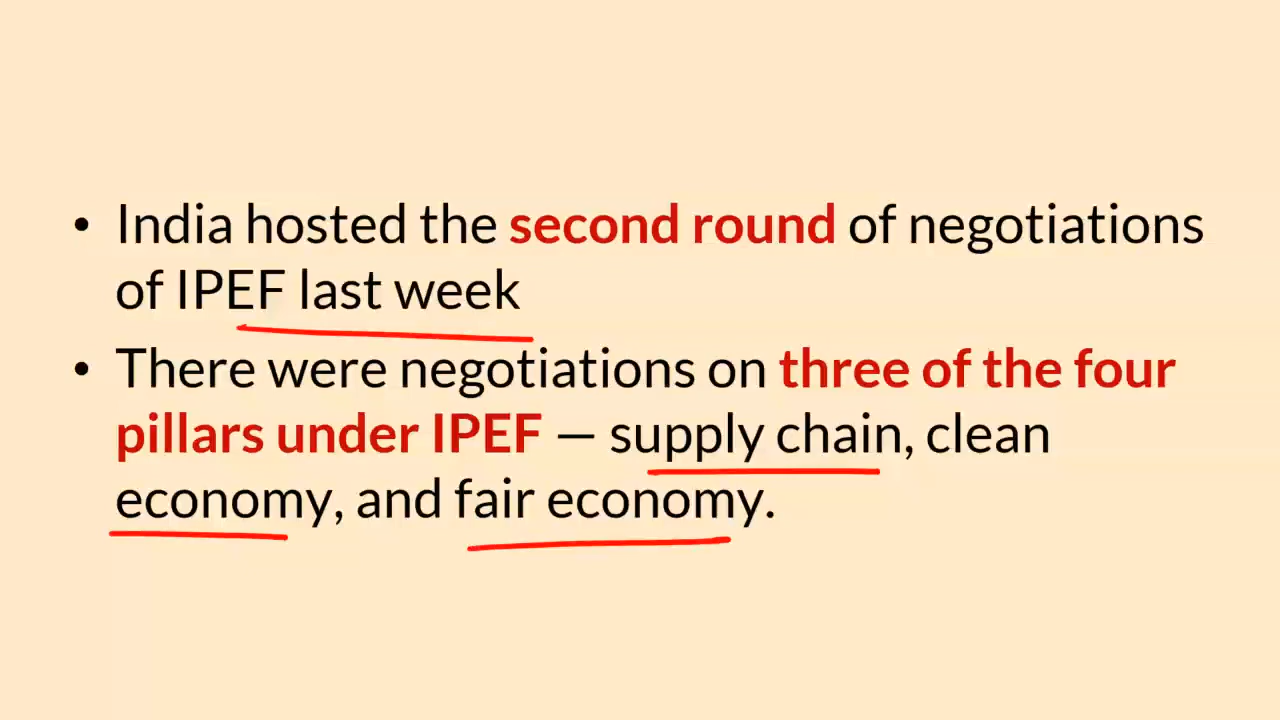 • India hosted the second round of negotiations
of IPEF last week
• There were negotiations on three of the four
pillars under IPEF — supply chain, clean
economy, and fair economy.